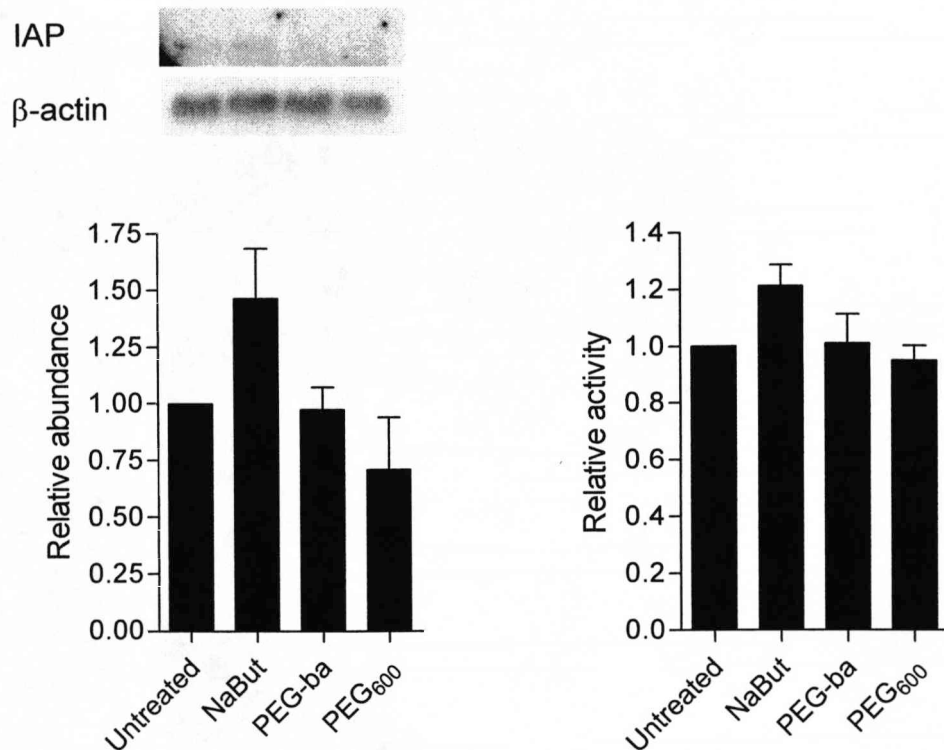 IAP
β-actin
Relative abundance
1.75
1.50
1.25
1.00
0.75
0.50
0.25
0.00
Untreated
NaBut
PEG-ba
PEG₆₀₀
Relative activity
1.4
1.2
1.0
0.8
0.6
0.4
0.2
0.0
Untreated
NaBut
PEG-ba
PEG₆₀₀